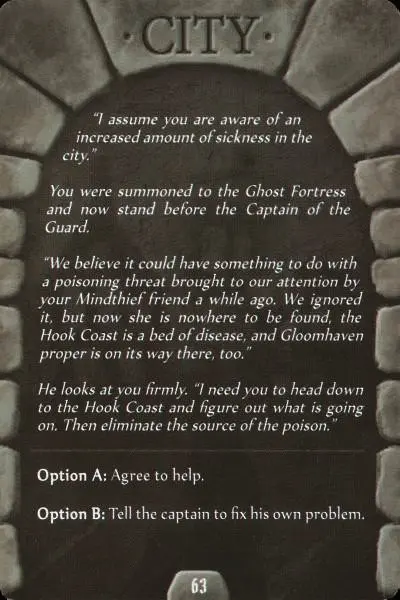 · CITY ·
"I assume you are aware of an
increased amount of sickness in the
city."
You were summoned to the Ghost Fortress
and now stand before the Captain of the
Guard.
"We believe it could have something to do with
a poisoning threat brought to our attention by
your Mindthief friend a while ago. We ignored
it, but now she is nowhere to be found, the
Hook Coast is a bed of disease, and Gloomhaven
proper is on its way there, too."
He looks at you firmly. "I need you to head down
to the Hook Coast and figure out what is going
on. Then eliminate the source of the poison."
Option A: Agree to help.
Option B: Tell the captain to fix his own problem.
63